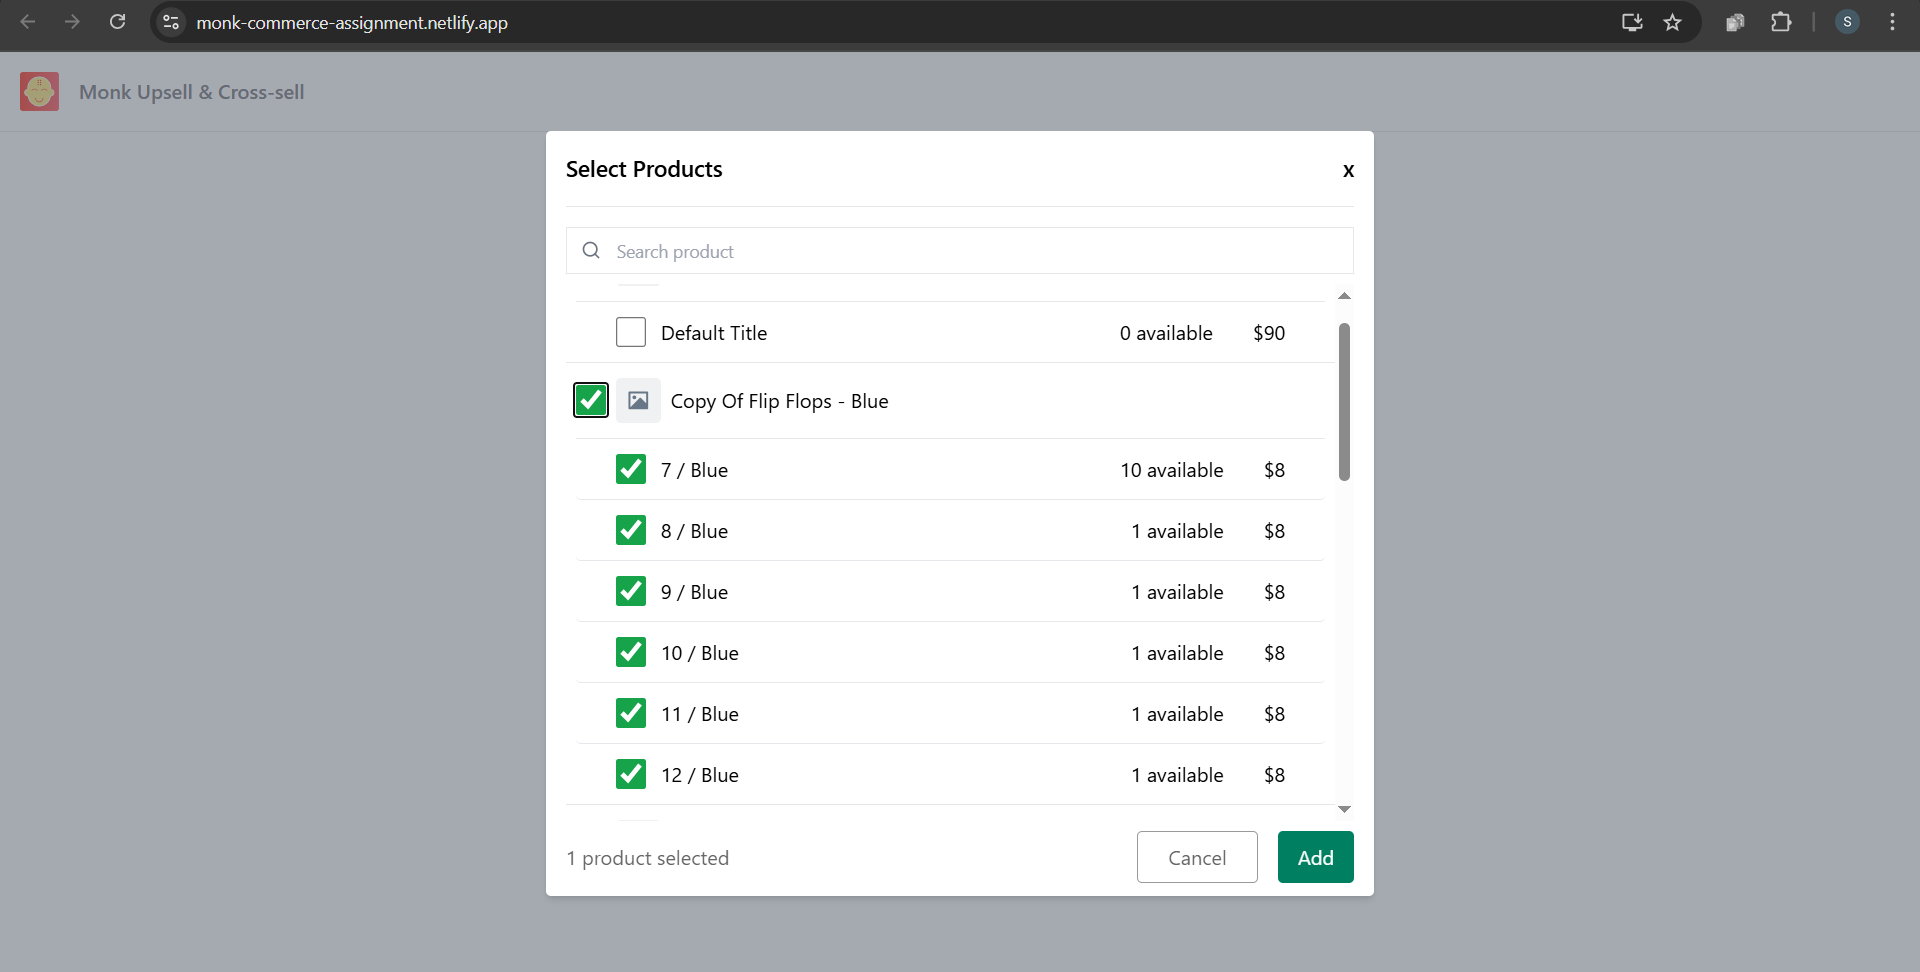 monk-commerce-assignment.netlify.app
S
Monk Upsell & Cross-sell
Select Products
x
Search product
Default Title 0 available $90
Copy Of Flip Flops - Blue
7 / Blue 10 available $8
8 / Blue 1 available $8
9 / Blue 1 available $8
10 / Blue 1 available $8
11 / Blue 1 available $8
12 / Blue 1 available $8
1 product selected Cancel Add